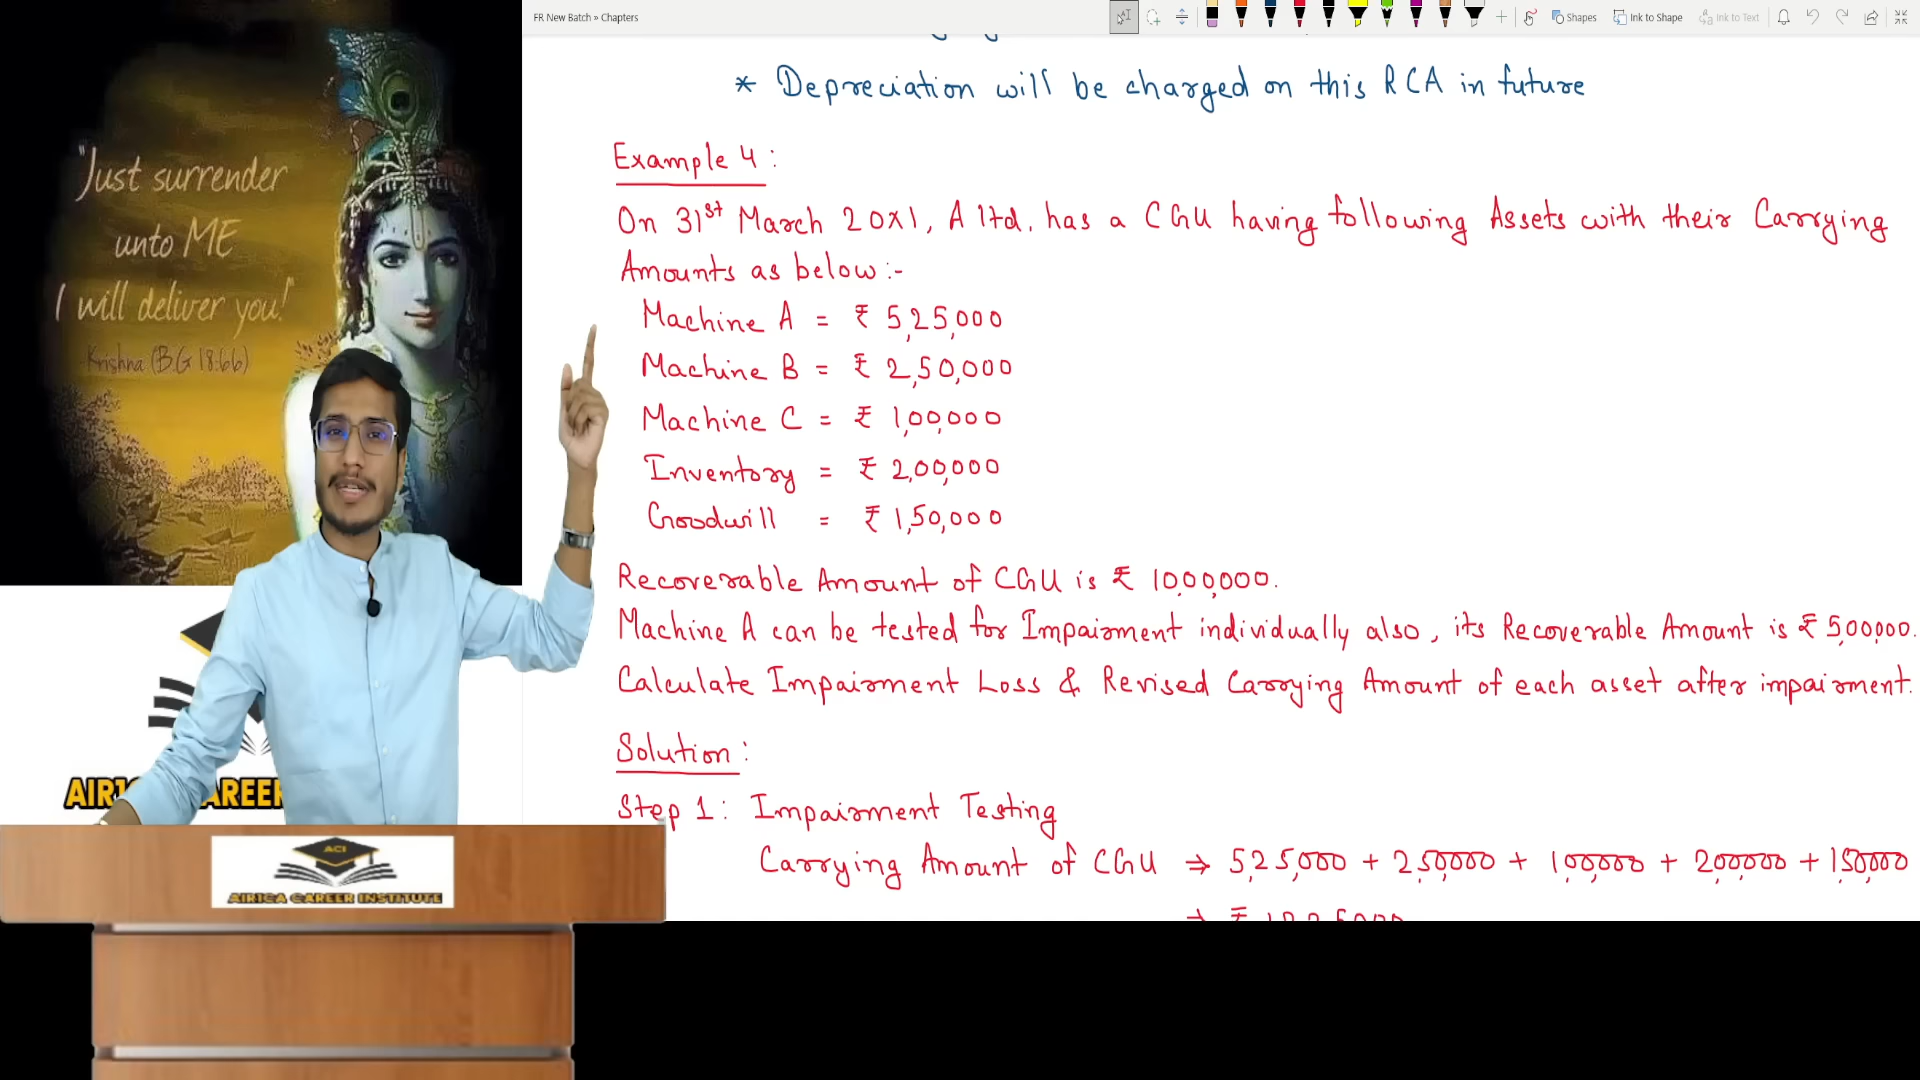 FR New Batch » Chapters
Shapes
Ink to Shape
Ink to Text
* Depreciation will be charged on this RCA in future
Example 4 :
On 31st March 20x1, A ltd. has a CGU having following Assets with their Carrying
Amounts as below :-
Machine A = ₹ 5,25,000
Machine B = ₹ 2,50,000
Machine C = ₹ 1,00,000
Inventory = ₹ 2,00,000
Goodwill = ₹ 1,50,000
Recoverable Amount of CGU is ₹ 10,00,000.
Machine A can be tested for Impairment individually also, its Recoverable Amount is ₹ 5,00,000.
Calculate Impairment Loss & Revised Carrying Amount of each asset after impairment.
Solution :
Step 1 : Impairment Testing
Carrying Amount of CGU → 5,25,000 + 2,50,000 + 1,00,000 + 2,00,000 + 1,50,000
"Just surrender
unto ME
I will deliver you!"
Krishna (B.G 18.66)
ACI
AIR1CA CAREER INSTITUTE